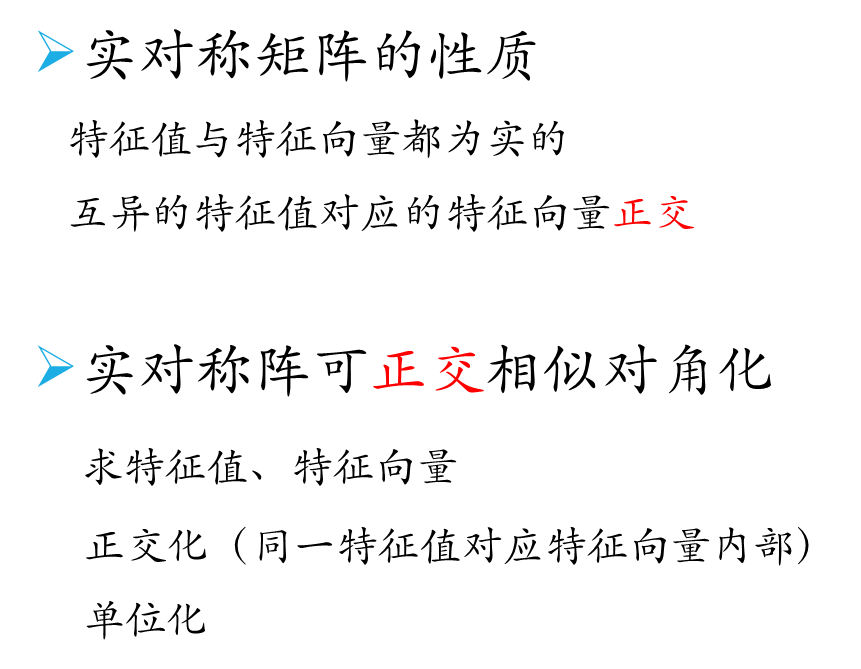 实对称矩阵的性质
特征值与特征向量都为实的
互异的特征值对应的特征向量正交
实对称阵可正交相似对角化
求特征值、特征向量
正交化（同一特征值对应特征向量内部）
单位化